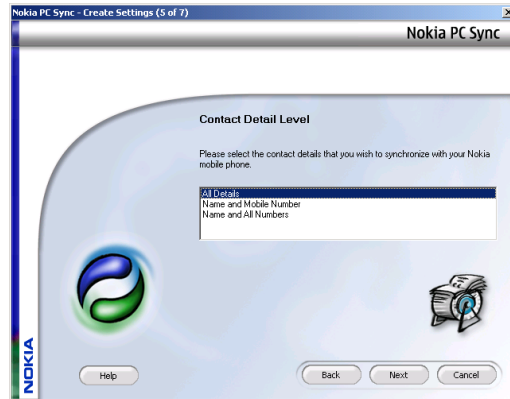 Nokia PC Sync - Create Settings (5 of 7)
Nokia PC Sync
Contact Detail Level
Please select the contact details that you wish to synchronize with your Nokia
mobile phone.
All Details
Name and Mobile Number
Name and All Numbers
NOKIA
Help
Back
Next
Cancel